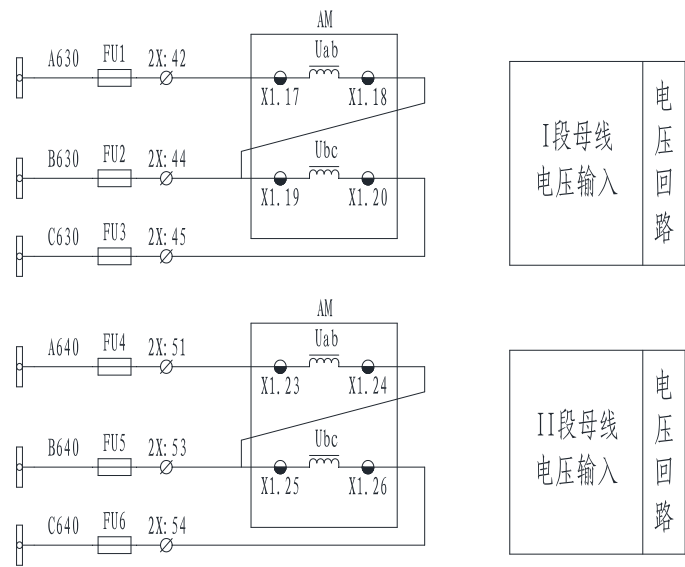 AM
A630 FU1 2X:42 Uab
X1.17 X1.18
B630 FU2 2X:44 Ubc
X1.19 X1.20
C630 FU3 2X:45
I段母线
电压输入
电压回路
AM
A640 FU4 2X:51 Uab
X1.23 X1.24
B640 FU5 2X:53 Ubc
X1.25 X1.26
C640 FU6 2X:54
II段母线
电压输入
电压回路